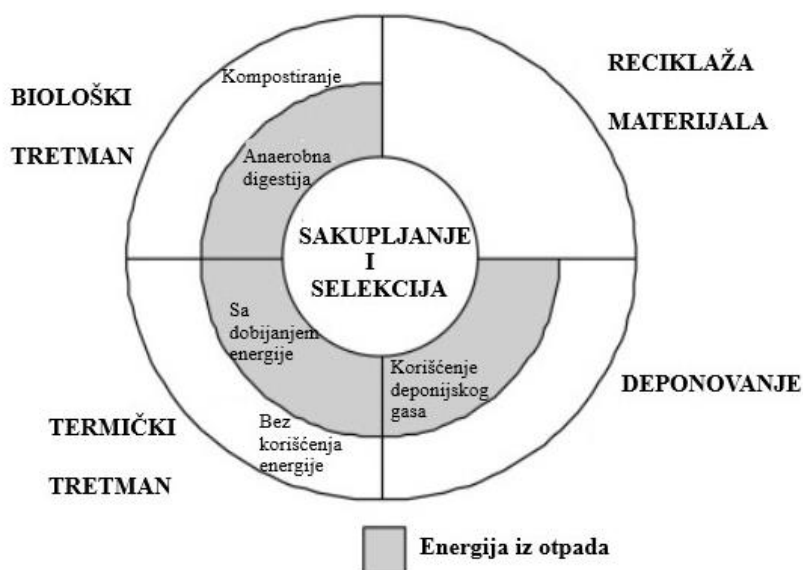 BIOLOŠKI
TRETMAN
Kompostiranje
Anaerobna
digestija
RECIKLAŽA
MATERIJALA
SAKUPLJANJE
I
SELEKCIJA
Sa
dobijanjem
energije
Bez
korišćenja
energije
TERMIČKI
TRETMAN
Korišćenje
deponijskog
gasa
DEPONOVANJE
Energija iz otpada